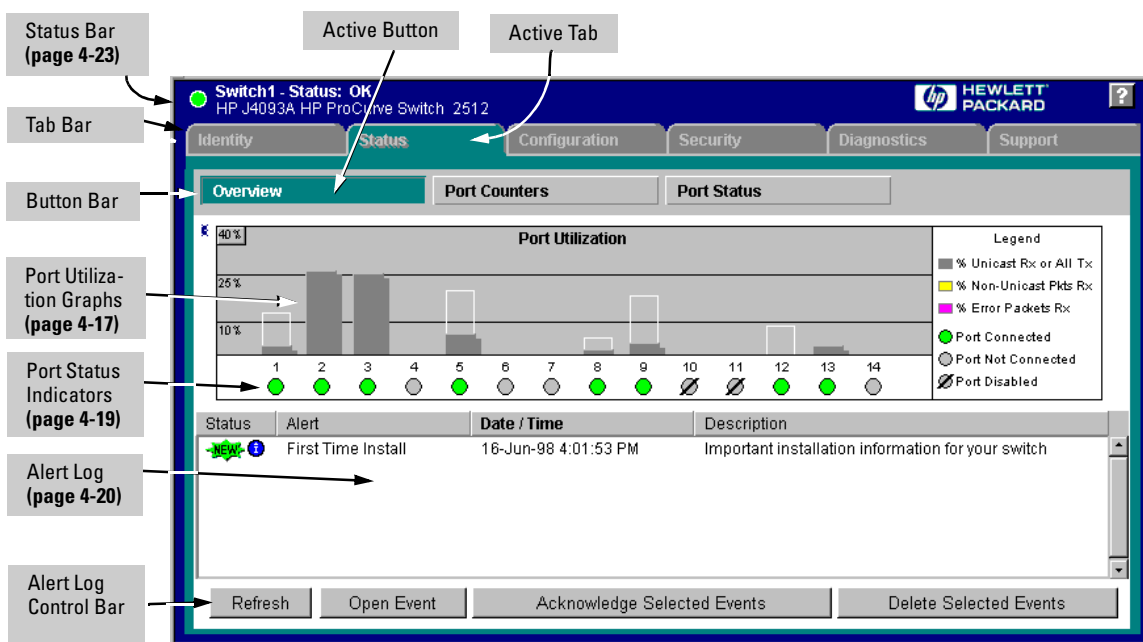 Status Bar
(page 4-23)
Active Button
Active Tab
Switch1 - Status: OK
HP J4093A HP ProCurve Switch 2512
hp HEWLETT®
PACKARD
?
Tab Bar
Identity
Status
Configuration
Security
Diagnostics
Support
Button Bar
Overview
Port Counters
Port Status
Port Utiliza-
tion Graphs
(page 4-17)
40%
Port Utilization
25%
10%
Legend
% Unicast Rx or All Tx
% Non-Unicast Pkts Rx
% Error Packets Rx
Port Connected
Port Not Connected
Port Disabled
Port Status
Indicators
(page 4-19)
1 2 3 4 5 6 7 8 9 10 11 12 13 14
Status Alert Date / Time Description
NEW i First Time Install 16-Jun-98 4:01:53 PM Important installation information for your switch
Alert Log
(page 4-20)
Alert Log
Control Bar
Refresh
Open Event
Acknowledge Selected Events
Delete Selected Events